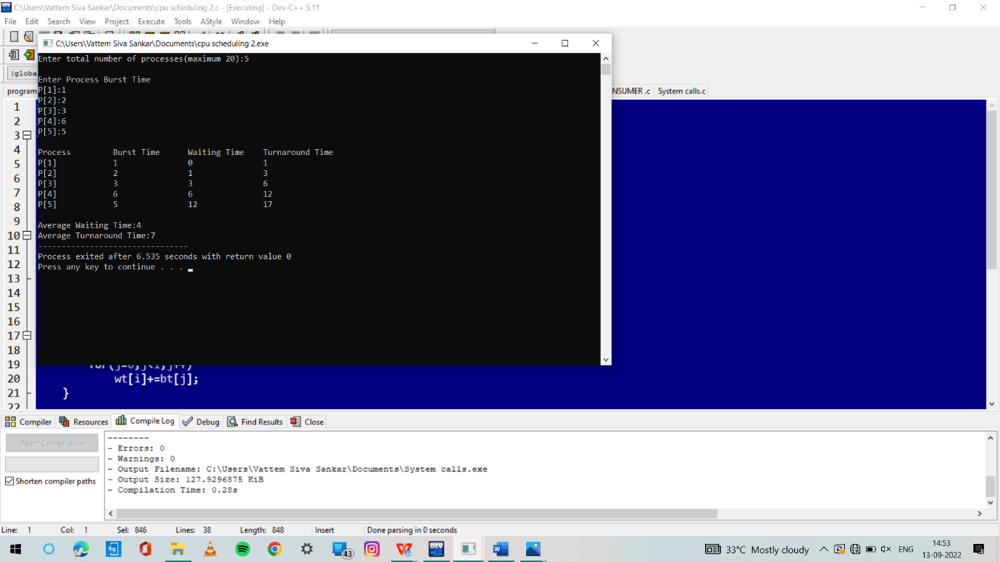 C:\Users\Vattem Siva Sankar\Documents\cpu scheduling 2.c - [Executing] - Dev-C++ 5.11
File Edit Search View Project Execute Tools AStyle Window Help
C:\Users\Vattem Siva Sankar\Documents\cpu scheduling 2.exe
Enter total number of processes(maximum 20):5
(globa
Enter Process Burst Time
program
NSUMER .c System calls.c
P[1]:1
P[2]:2
P[3]:3
P[4]:6
P[5]:5
Process Burst Time Waiting Time Turnaround Time
P[1] 1 0 1
P[2] 2 1 3
P[3] 3 3 6
P[4] 6 6 12
P[5] 5 12 17
Average Waiting Time:4
Average Turnaround Time:7
--------------------------------
Process exited after 6.535 seconds with return value 0
Press any key to continue . . .
1
2
3
4
5
6
7
8
9
10
11
12
13
14
15
16
17
18
19 for(j=0;j<i;j++)
20 wt[i]+=bt[j];
21 }
22
Compiler Resources Compile Log Debug Find Results Close
Abort Compilation
Shorten compiler paths
--------
- Errors: 0
- Warnings: 0
- Output Filename: C:\Users\Vattem Siva Sankar\Documents\System calls.exe
- Output Size: 127.9296875 KiB
- Compilation Time: 0.28s
Line: 1 Col: 1 Sel: 846 Lines: 38 Length: 848 Insert Done parsing in 0 seconds
43
DEV
33°C Mostly cloudy
ENG
14:53
13-09-2022